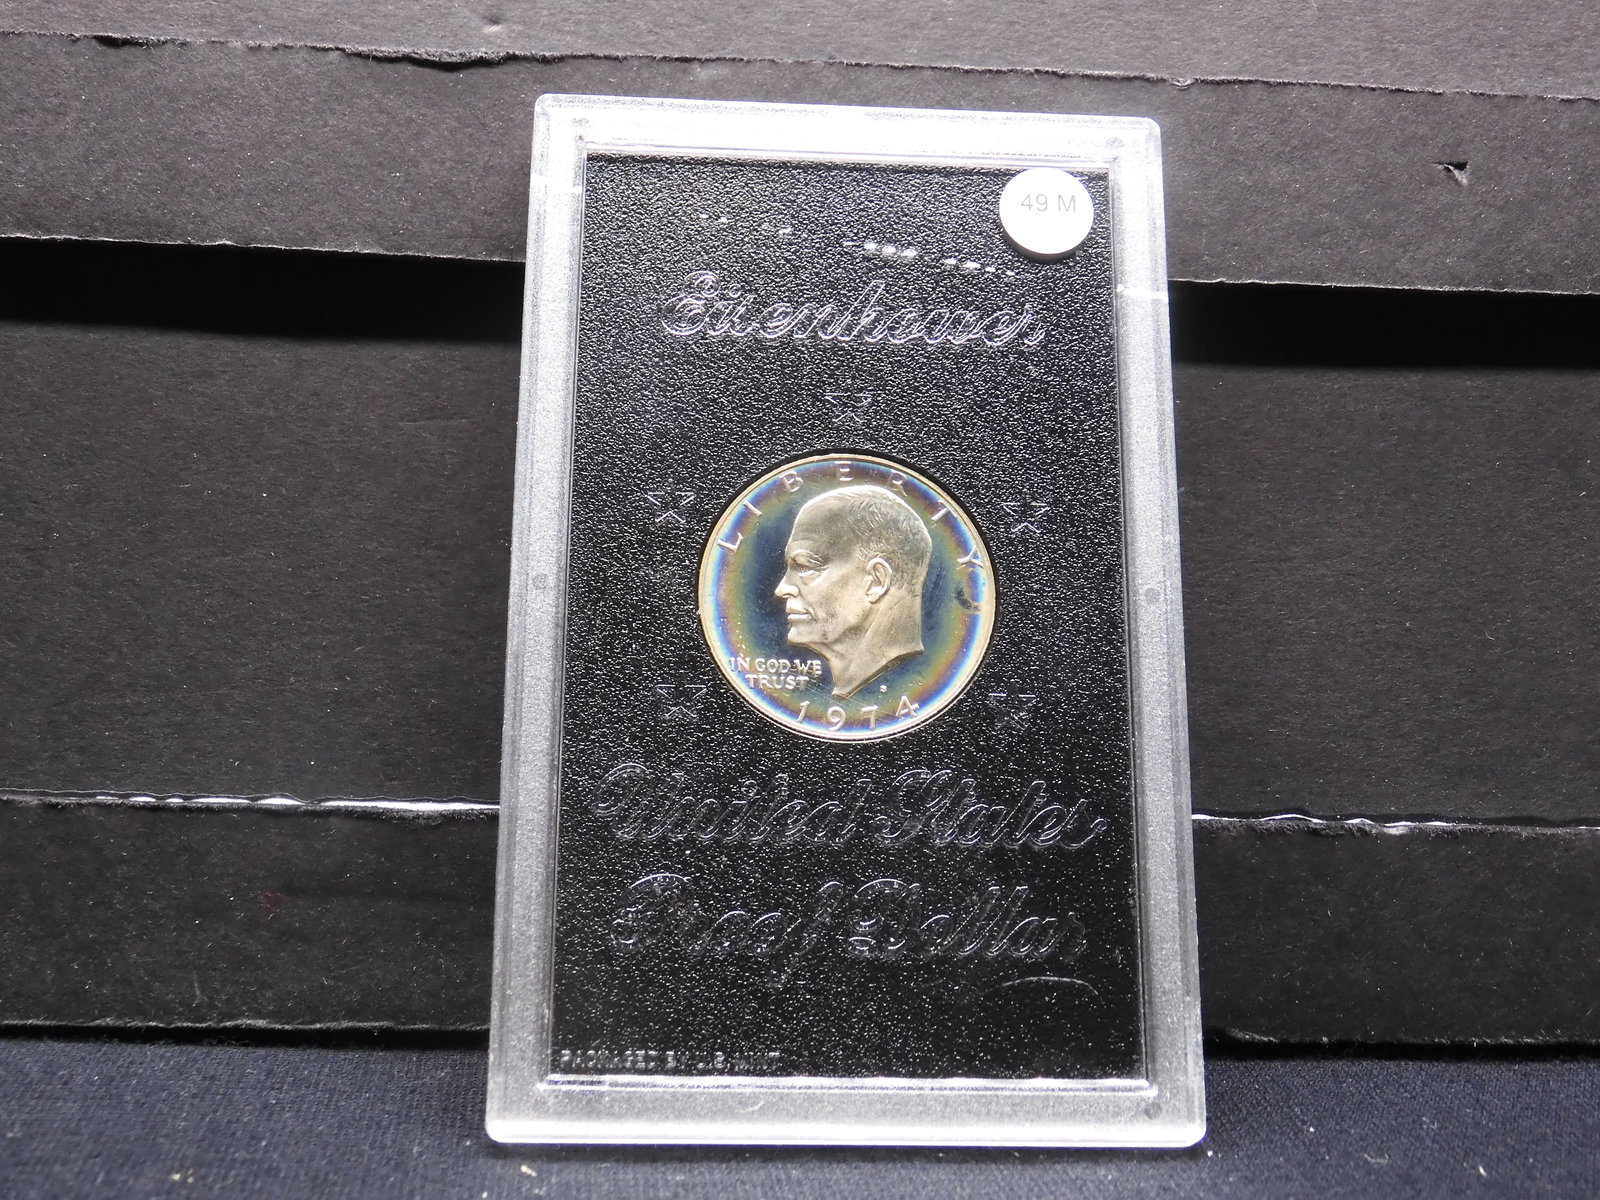 49 M
Eisenhower
LIBERTY
IN GOD WE
TRUST
S
1974
United States
Proof Dollar
PACKAGED BY U.S. MINT